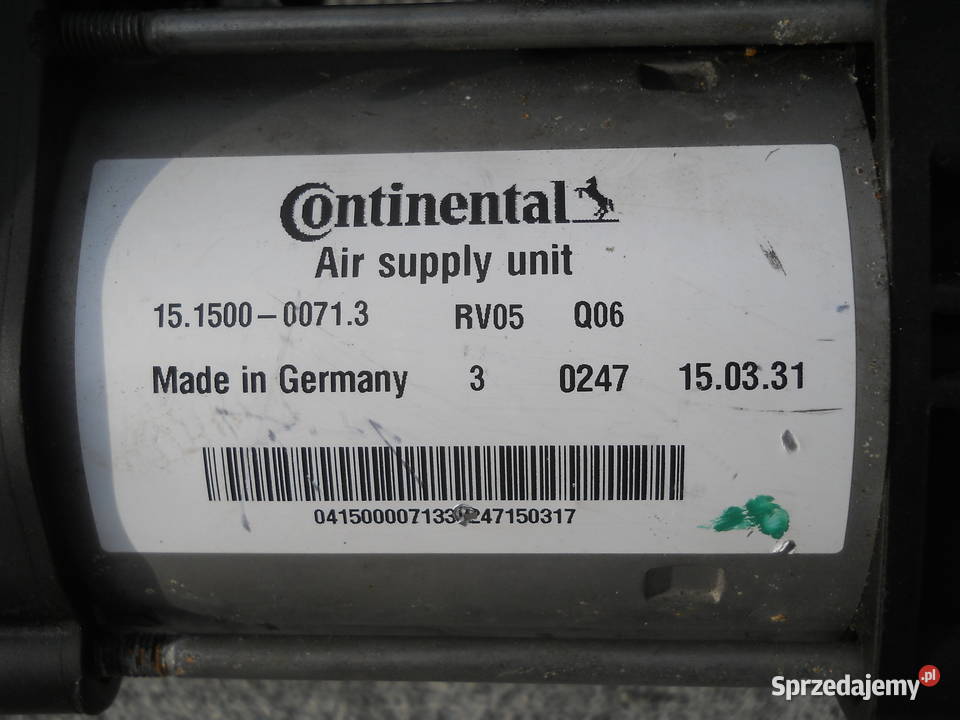 Continental
Air supply unit
15.1500-0071.3 RV05 Q06
Made in Germany 3 0247 15.03.31
Sprzedajemy.pl